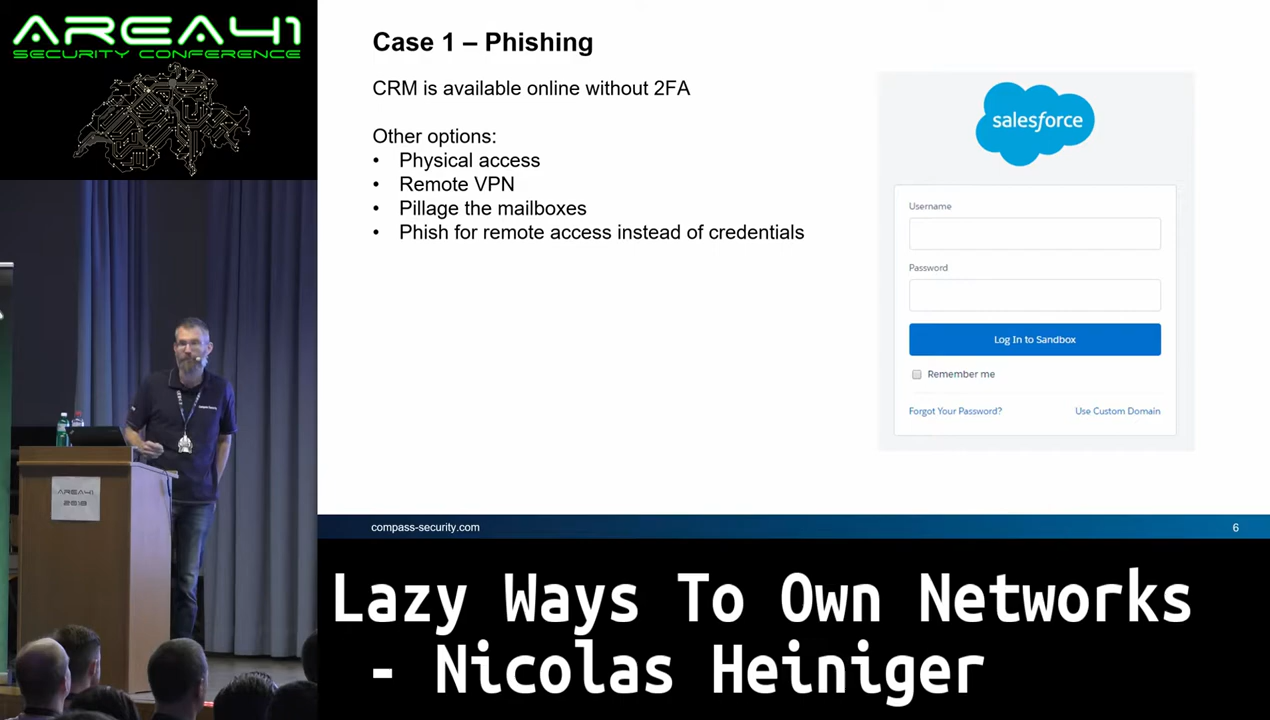 AREA41
SECURITY CONFERENCE
Case 1 – Phishing
CRM is available online without 2FA
Other options:
• Physical access
• Remote VPN
• Pillage the mailboxes
• Phish for remote access instead of credentials
salesforce
Username
Password
Log In to Sandbox
Remember me
Forgot Your Password?
Use Custom Domain
compass-security.com
6
AREA41
2018
Lazy Ways To Own Networks
- Nicolas Heiniger